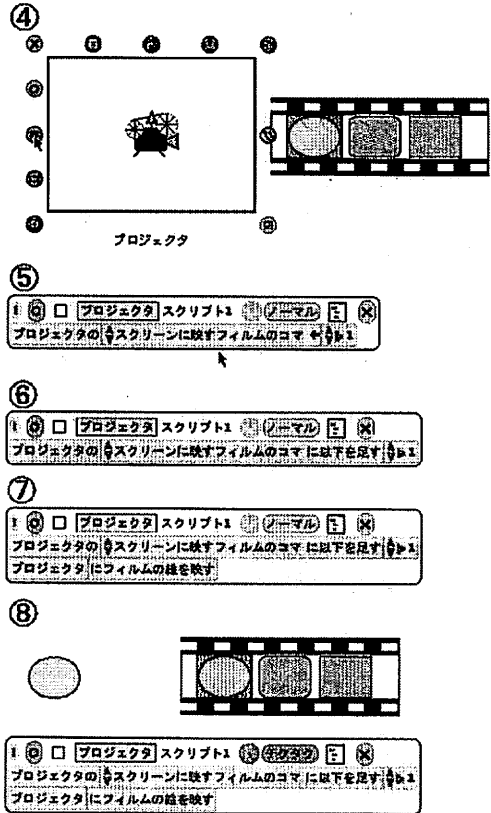 ④
プロジェクタ
⑤
! プロジェクタ スクリプト1 ノーマル
プロジェクタの スクリーンに映すフィルムのコマ ← 1
⑥
! プロジェクタ スクリプト1 ノーマル
プロジェクタの スクリーンに映すフィルムのコマ に以下を足す 1
⑦
! プロジェクタ スクリプト1 ノーマル
プロジェクタの スクリーンに映すフィルムのコマ に以下を足す 1
プロジェクタ にフィルムの絵を映す
⑧
! プロジェクタ スクリプト1 チクタク
プロジェクタの スクリーンに映すフィルムのコマ に以下を足す 1
プロジェクタ にフィルムの絵を映す